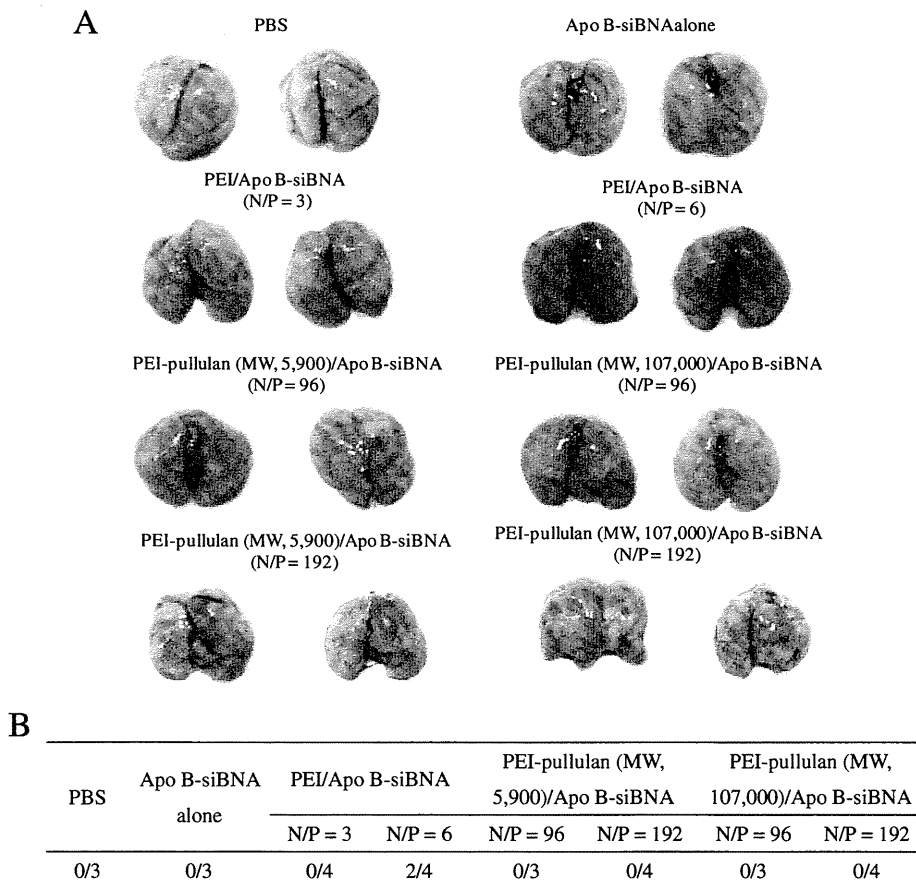 A
PBS
Apo B-siBNAalone
PEI/Apo B-siBNA
(N/P = 3)
PEI/Apo B-siBNA
(N/P = 6)
PEI-pullulan (MW, 5,900)/Apo B-siBNA
(N/P = 96)
PEI-pullulan (MW, 107,000)/Apo B-siBNA
(N/P = 96)
PEI-pullulan (MW, 5,900)/Apo B-siBNA
(N/P = 192)
PEI-pullulan (MW, 107,000)/Apo B-siBNA
(N/P = 192)
B
PBS
Apo B-siBNA
alone
PEI/Apo B-siBNA
PEI-pullulan (MW,
5,900)/Apo B-siBNA
PEI-pullulan (MW,
107,000)/Apo B-siBNA
N/P = 3 N/P = 6 N/P = 96 N/P = 192 N/P = 96 N/P = 192
0/3 0/3 0/4 2/4 0/3 0/4 0/3 0/4